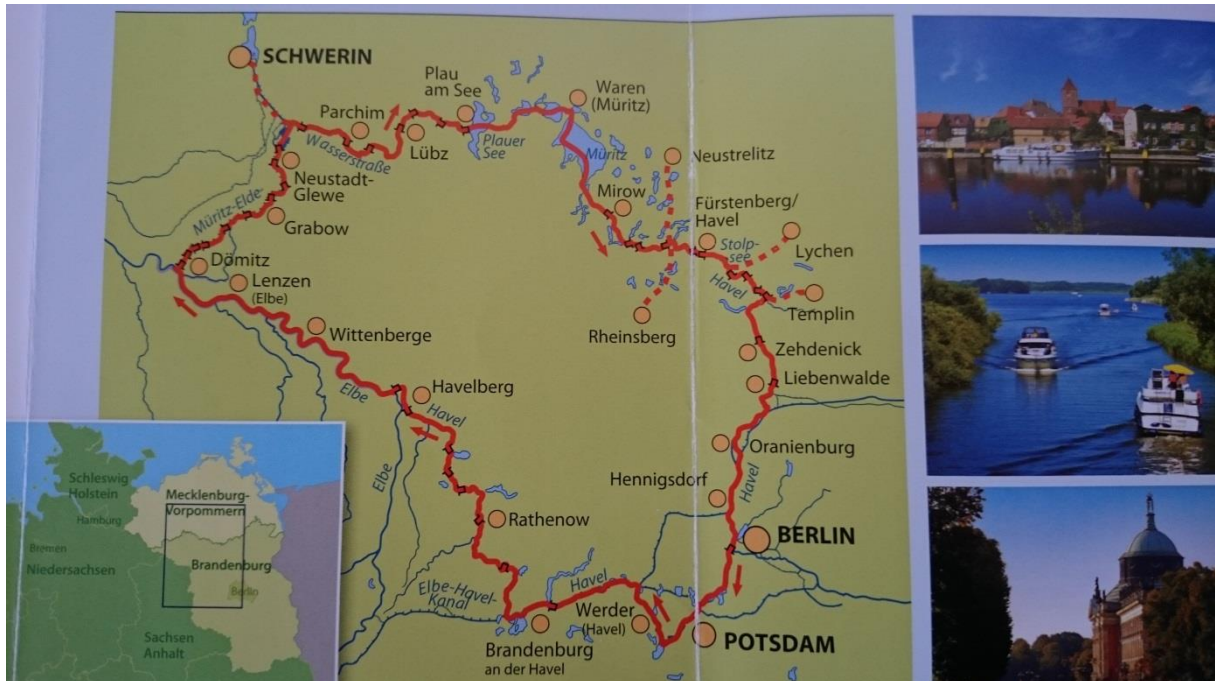 SCHWERIN
Plau
am See
Waren
(Müritz)
Parchim
Lübz
Wasserstraße
Plauer
See
Müritz
Neustrelitz
Neustadt-
Glewe
Müritz-Elde-
Grabow
Mirow
Fürstenberg/
Havel
Stolp-
see
Lychen
Havel
Templin
Rheinsberg
Dömitz
Lenzen
(Elbe)
Wittenberge
Zehdenick
Liebenwalde
Elbe
Havelberg
Havel
Oranienburg
Hennigsdorf
Havel
Elbe
Rathenow
BERLIN
Elbe-Havel-
Kanal
Havel
Werder
(Havel)
Brandenburg
an der Havel
POTSDAM
Schleswig
Holstein
Mecklenburg-
Vorpommern
Hamburg
Bremen
Niedersachsen
Brandenburg
Berlin
Sachsen
Anhalt